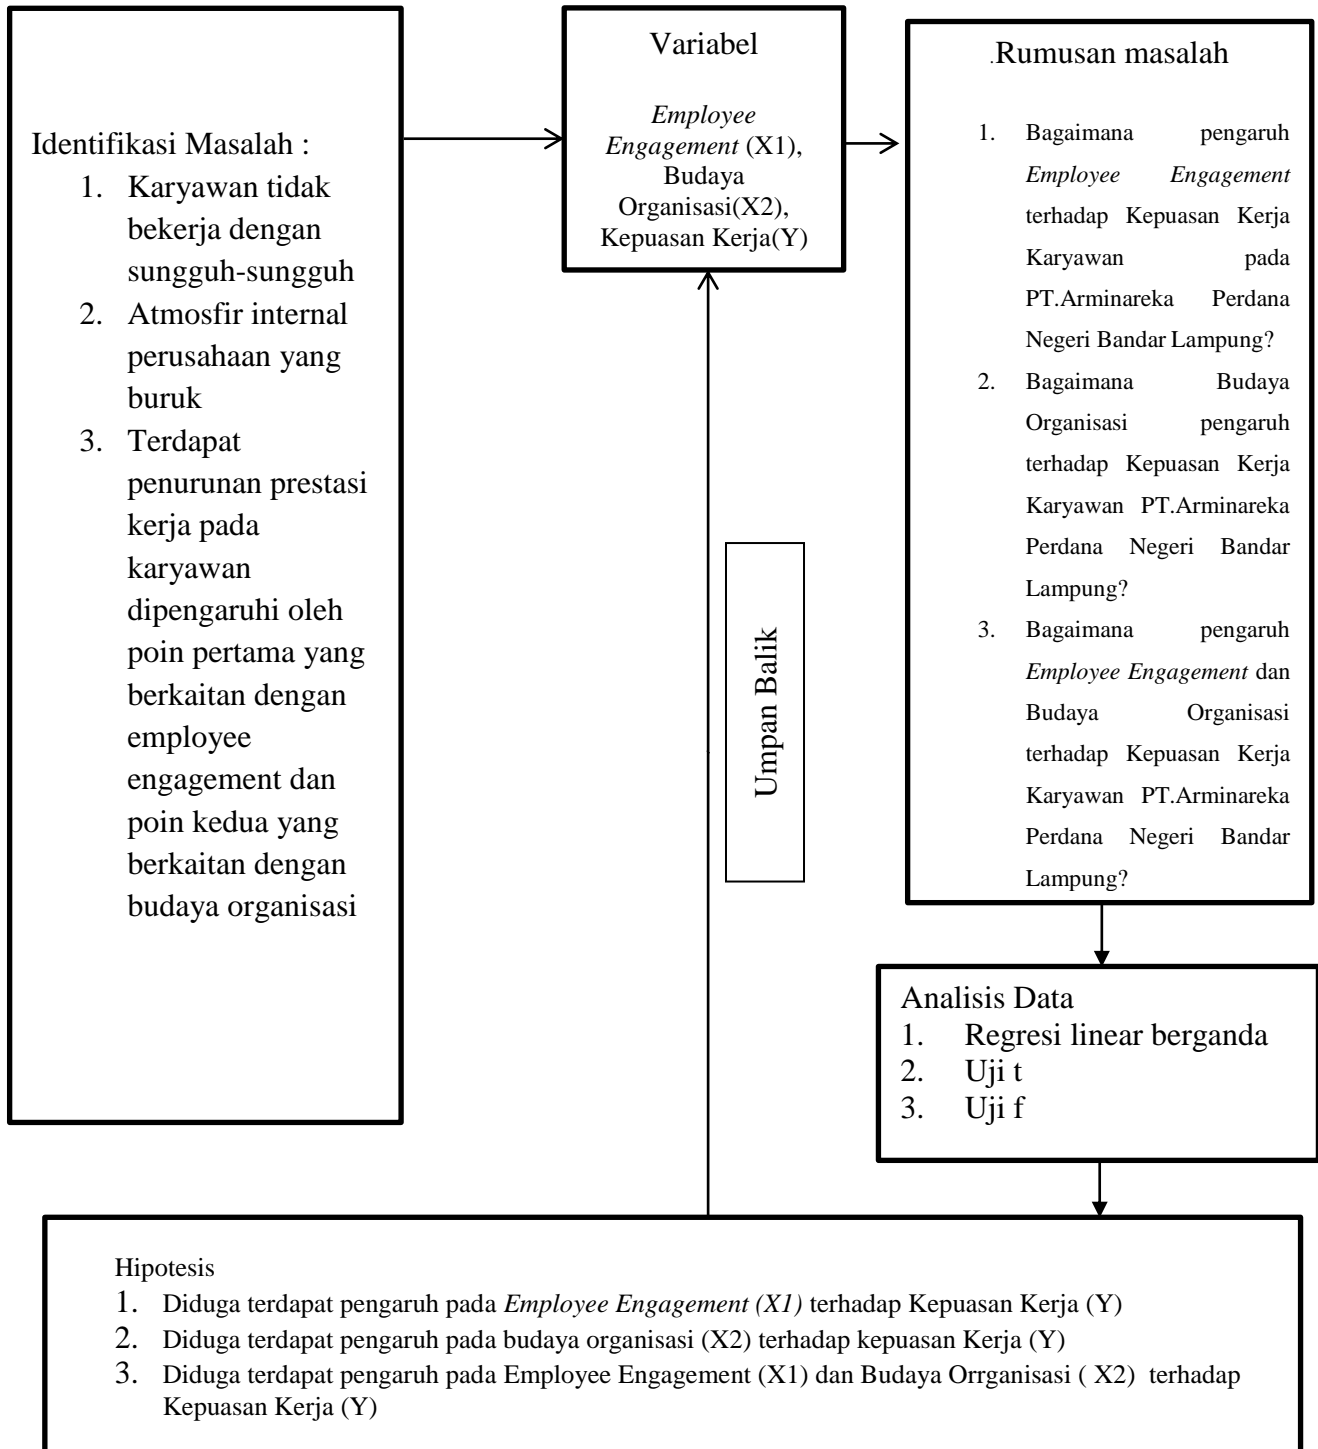 Identifikasi Masalah :
1. Karyawan tidak
bekerja dengan
sungguh-sungguh
2. Atmosfir internal
perusahaan yang
buruk
3. Terdapat
penurunan prestasi
kerja pada
karyawan
dipengaruhi oleh
poin pertama yang
berkaitan dengan
employee
engagement dan
poin kedua yang
berkaitan dengan
budaya organisasi
Variabel
Employee
Engagement (X1),
Budaya
Organisasi(X2),
Kepuasan Kerja(Y)
.Rumusan masalah
1. Bagaimana pengaruh
Employee Engagement
terhadap Kepuasan Kerja
Karyawan pada
PT.Arminareka Perdana
Negeri Bandar Lampung?
2. Bagaimana Budaya
Organisasi pengaruh
terhadap Kepuasan Kerja
Karyawan PT.Arminareka
Perdana Negeri Bandar
Lampung?
3. Bagaimana pengaruh
Employee Engagement dan
Budaya Organisasi
terhadap Kepuasan Kerja
Karyawan PT.Arminareka
Perdana Negeri Bandar
Lampung?
Umpan Balik
Analisis Data
1. Regresi linear berganda
2. Uji t
3. Uji f
Hipotesis
1. Diduga terdapat pengaruh pada Employee Engagement (X1) terhadap Kepuasan Kerja (Y)
2. Diduga terdapat pengaruh pada budaya organisasi (X2) terhadap kepuasan Kerja (Y)
3. Diduga terdapat pengaruh pada Employee Engagement (X1) dan Budaya Orrganisasi ( X2) terhadap
Kepuasan Kerja (Y)